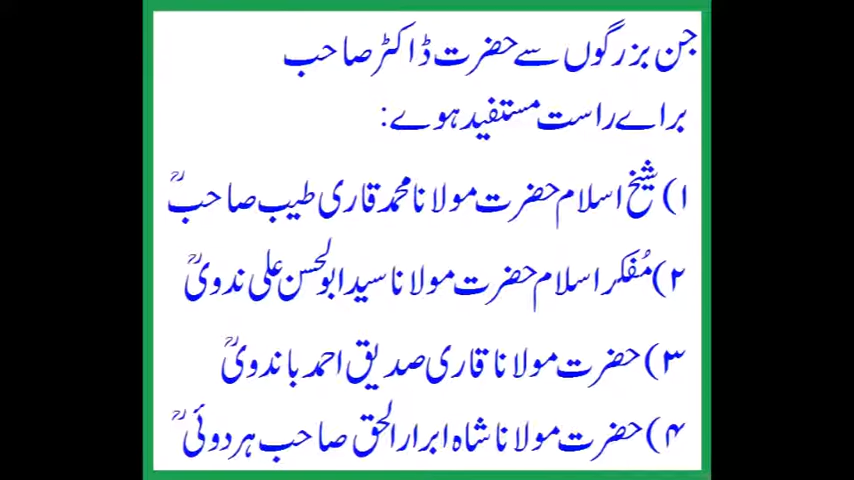 جن بزرگوں سے حضرت ڈاکٹر صاحب
براے راست مستفید ہوے:
۱) شیخ اسلام حضرت مولانا محمد قاری طیب صاحبؒ
۲) مُفکر اسلام حضرت مولانا سید ابوالحسن علی ندویؒ
۳) حضرت مولانا قاری صدیق احمد باندویؒ
۴) حضرت مولانا شاہ ابرار الحق صاحب ہردوئیؒ